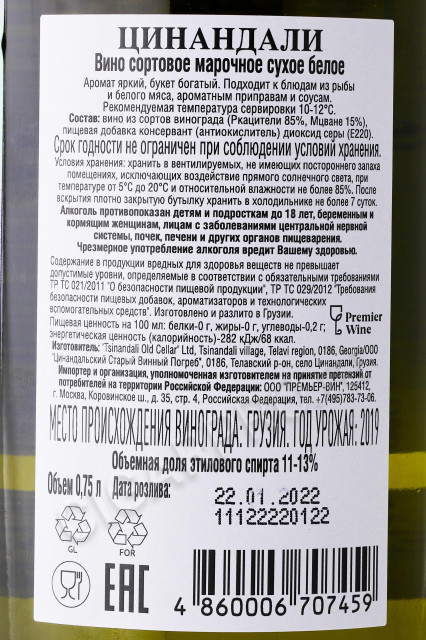 ЦИНАНДАЛИ
Вино сортовое марочное сухое белое
Аромат яркий, букет богатый. Подходит к блюдам из рыбы
и белого мяса, ароматным приправам и соусам.
Рекомендуемая температура сервировки 10-12°С.
Состав: вино из сортов винограда (Ркацители 85%, Мцване 15%),
пищевая добавка консервант (антиокислитель) диоксид серы (Е220).
Срок годности не ограничен при соблюдении условий хранения.
Условия хранения: хранить в вентилируемых, не имеющих постороннего запаха
помещениях, исключающих воздействие прямого солнечного света, при
температуре от 5°С до 20°С и относительной влажности не более 85%. После
вскрытия плотно закрытую бутылку хранить в холодильнике не более 7 суток.
Алкоголь противопоказан детям и подросткам до 18 лет, беременным и
кормящим женщинам, лицам с заболеваниями центральной нервной
системы, почек, печени и других органов пищеварения.
Чрезмерное употребление алкоголя вредит Вашему здоровью.
Содержание в продукции вредных для здоровья веществ не превышает
допустимые уровни, определяемые в соответствии с обязательными требованиями
ТР ТС 021/2011 "О безопасности пищевой продукции", ТР ТС 029/2012 "Требования
безопасности пищевых добавок, ароматизаторов и технологических
вспомогательных средств". Изготовлено и разлито в Грузии.
Пищевая ценность на 100 мл: белки-0 г, жиры-0 г, углеводы-0,2 г;
энергетическая ценность (калорийность)-282 кДж/68 ккал.
Premier
Wine
Изготовитель: "Tsinandali Old Cellar" Ltd, Tsinandali village, Telavi region, 0186, Georgia/ООО
"Цинандальский Старый Винный Погреб", 0186, Телавский р-он, село Цинандали, Грузия.
Импортер и организация, уполномоченная изготовителем на принятие претензий от
потребителей на территории Российской Федерации: ООО "ПРЕМЬЕР-ВИН", 125412,
г. Москва, Коровинское ш., д. 35, стр. 4, Российская Федерация, тел. +7(495)783-73-06.
МЕСТО ПРОИСХОЖДЕНИЯ ВИНОГРАДА: ГРУЗИЯ. ГОД УРОЖАЯ: 2019
Объемная доля этилового спирта 11-13%
Объем 0,75 л Дата розлива:
22.01.2022
11122220122
GL FOR
EAC
4 860006 707459